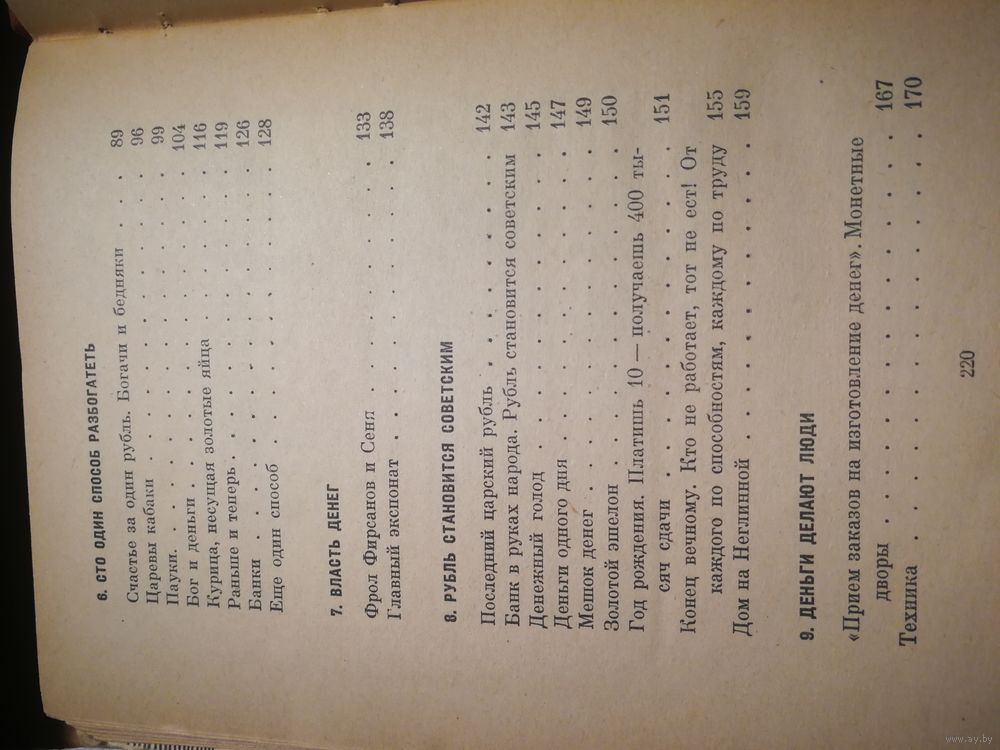 6. СТО ОДИН СПОСОБ РАЗБОГАТЕТЬ
Счастье за один рубль. Богачи и бедняки . . . 89
Царевы кабаки . . . . . . . . . . . . . 96
Пауки. . . . . . . . . . . . . . . . 99
Бог и деньги . . . . . . . . . . . . . 104
Курица, несущая золотые яйца . . . . . . . 116
Раньше и теперь . . . . . . . . . . . . 119
Банки . . . . . . . . . . . . . . . . 126
Еще один способ . . . . . . . . . . . . 128
7. ВЛАСТЬ ДЕНЕГ
Фрол Фирсанов и Сеня . . . . . . . . . . 133
Главный экспонат . . . . . . . . . . . . 138
8. РУБЛЬ СТАНОВИТСЯ СОВЕТСКИМ
Последний царский рубль . . . . . . . . . 142
Банк в руках народа. Рубль становится советским 143
Денежный голод . . . . . . . . . . . . . 145
Деньги одного дня . . . . . . . . . . . . 147
Мешок денег . . . . . . . . . . . . . . 149
Золотой эшелон . . . . . . . . . . . . . 150
Год рождения. Платишь 10 — получаешь 400 ты-
сяч сдачи . . . . . . . . . . . . . . 151
Конец вечному. Кто не работает, тот не ест! От
каждого по способностям, каждому по труду 155
Дом на Неглинной . . . . . . . . . . . . 159
9. ДЕНЬГИ ДЕЛАЮТ ЛЮДИ
«Прием заказов на изготовление денег». Монетные
дворы . . . . . . . . . . . . . . . 167
Техника . . . . . . . . . . . . . . . 170
220
www.ay.by